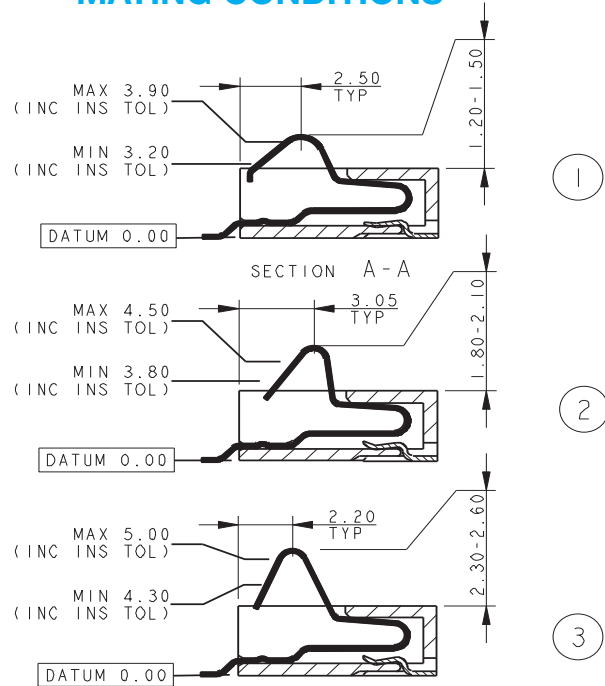 MATING CONDITIONS
2.50
TYP
MAX 3.90
(INC INS TOL)
MIN 3.20
(INC INS TOL)
1.20-1.50
1
DATUM 0.00
SECTION A-A
3.05
TYP
MAX 4.50
(INC INS TOL)
MIN 3.80
(INC INS TOL)
1.80-2.10
2
DATUM 0.00
2.20
TYP
MAX 5.00
(INC INS TOL)
MIN 4.30
(INC INS TOL)
2.30-2.60
3
DATUM 0.00